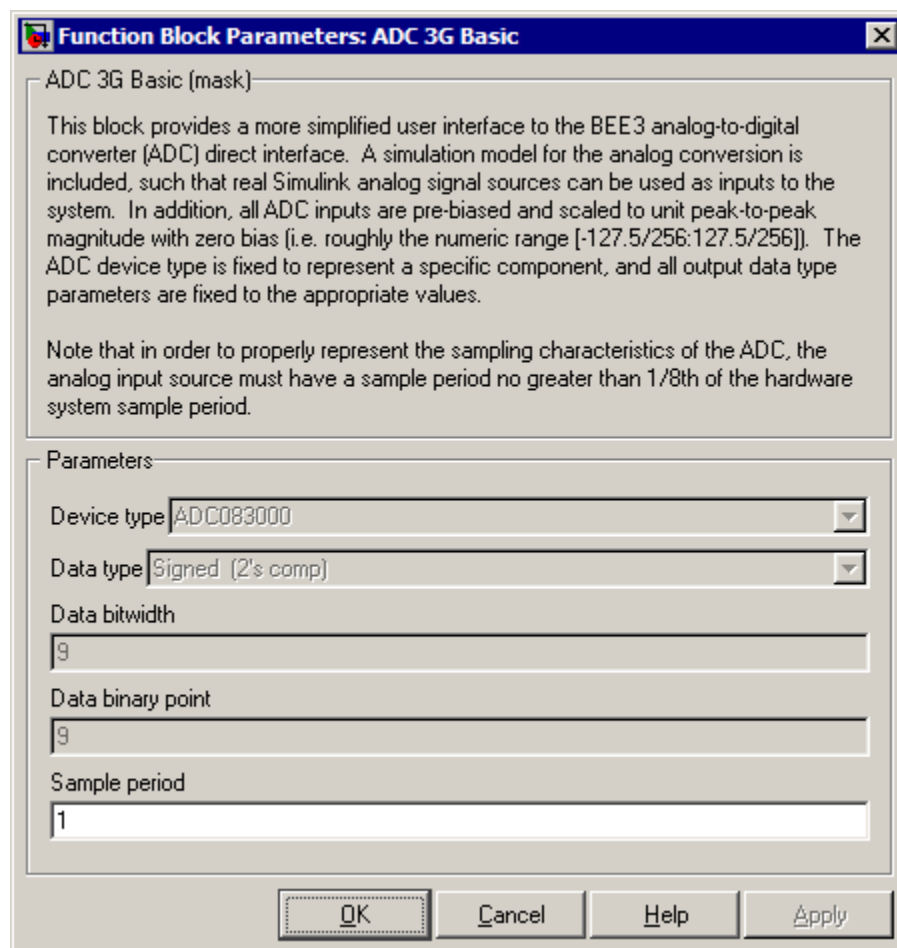 Function Block Parameters: ADC 3G Basic
ADC 3G Basic (mask)
This block provides a more simplified user interface to the BEE3 analog-to-digital
converter (ADC) direct interface.  A simulation model for the analog conversion is
included, such that real Simulink analog signal sources can be used as inputs to the
system.  In addition, all ADC inputs are pre-biased and scaled to unit peak-to-peak
magnitude with zero bias (i.e. roughly the numeric range [-127.5/256:127.5/256]).  The
ADC device type is fixed to represent a specific component, and all output data type
parameters are fixed to the appropriate values.
Note that in order to properly represent the sampling characteristics of the ADC, the
analog input source must have a sample period no greater than 1/8th of the hardware
system sample period.
Parameters
Device type ADC083000
Data type Signed  (2's comp)
Data bitwidth
9
Data binary point
9
Sample period
1
OK Cancel Help Apply